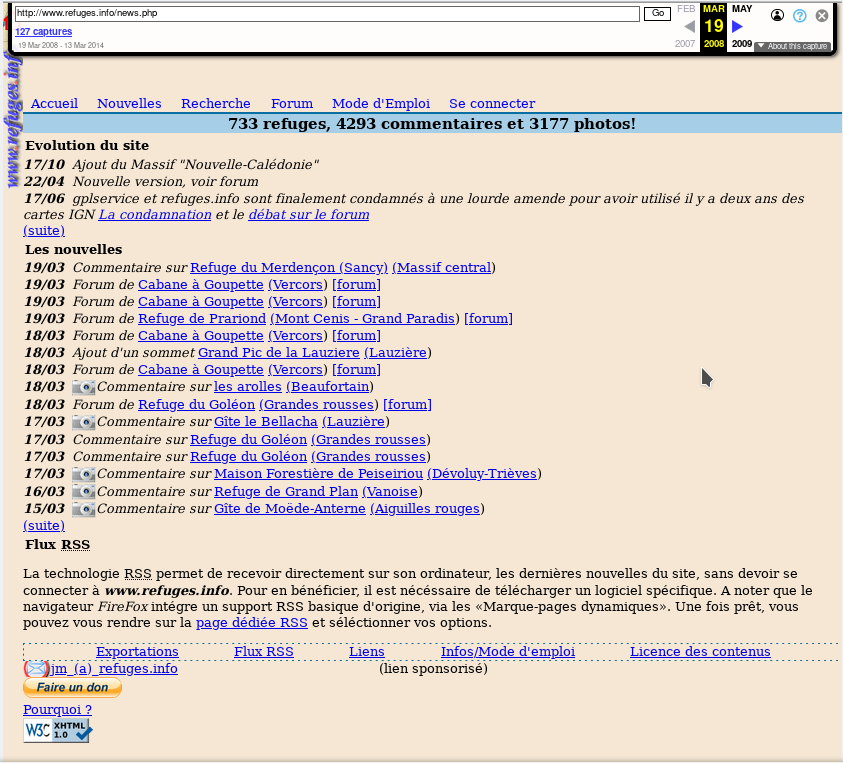 http://www.refuges.info/news.php
Go
FEB MAR MAY
127 captures
19
19 Mar 2008 - 13 Mar 2014
2007 2008 2009
About this capture
www.refuges.inf
Accueil Nouvelles Recherche Forum Mode d'Emploi Se connecter
733 refuges, 4293 commentaires et 3177 photos!
Evolution du site
17/10 Ajout du Massif "Nouvelle-Calédonie"
22/04 Nouvelle version, voir forum
17/06 gplservice et refuges.info sont finalement condamnés à une lourde amende pour avoir utilisé il y a deux ans des
cartes IGN La condamnation et le débat sur le forum
(suite)
Les nouvelles
19/03 Commentaire sur Refuge du Merdençon (Sancy) (Massif central)
19/03 Forum de Cabane à Goupette (Vercors) [forum]
19/03 Forum de Cabane à Goupette (Vercors) [forum]
19/03 Forum de Refuge de Prariond (Mont Cenis - Grand Paradis) [forum]
18/03 Forum de Cabane à Goupette (Vercors) [forum]
18/03 Ajout d'un sommet Grand Pic de la Lauziere (Lauzière)
18/03 Forum de Cabane à Goupette (Vercors) [forum]
18/03 Commentaire sur les arolles (Beaufortain)
18/03 Forum de Refuge du Goléon (Grandes rousses) [forum]
17/03 Commentaire sur Gîte le Bellacha (Lauzière)
17/03 Commentaire sur Refuge du Goléon (Grandes rousses)
17/03 Commentaire sur Refuge du Goléon (Grandes rousses)
17/03 Commentaire sur Maison Forestière de Peiseiriou (Dévoluy-Trièves)
16/03 Commentaire sur Refuge de Grand Plan (Vanoise)
15/03 Commentaire sur Gîte de Moëde-Anterne (Aiguilles rouges)
(suite)
Flux RSS
La technologie RSS permet de recevoir directement sur son ordinateur, les dernières nouvelles du site, sans devoir se
connecter à www.refuges.info. Pour en bénéficier, il est nécéssaire de télécharger un logiciel spécifique. A noter que le
navigateur FireFox intégre un support RSS basique d'origine, via les «Marque-pages dynamiques». Une fois prêt, vous
pouvez vous rendre sur la page dédiée RSS et séléctionner vos options.
Exportations Flux RSS Liens Infos/Mode d'emploi Licence des contenus
jm_(a)_refuges.info (lien sponsorisé)
Faire un don
Pourquoi ?
W3C XHTML 1.0